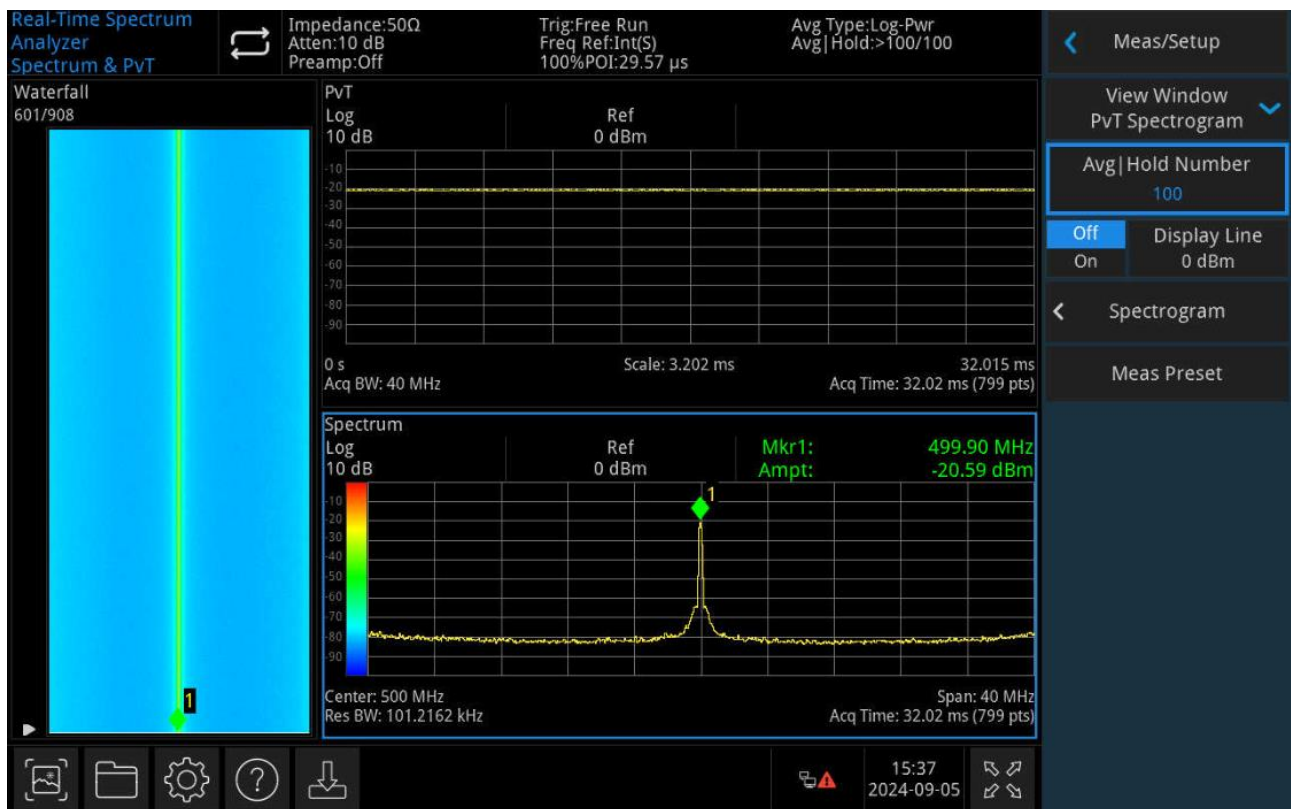 Real-Time Spectrum
Analyzer
Spectrum & PvT
Impedance:50Ω
Atten:10 dB
Preamp:Off
Trig:Free Run
Freq Ref:Int(S)
100%POI:29.57 µs
Avg Type:Log-Pwr
Avg|Hold:>100/100
Waterfall
601/908
1
PvT
Log
10 dB
Ref
0 dBm
-10
-20
-30
-40
-50
-60
-70
-80
-90
0 s
Scale: 3.202 ms
32.015 ms
Acq BW: 40 MHz
Acq Time: 32.02 ms (799 pts)
Spectrum
Log
10 dB
Ref
0 dBm
Mkr1: 499.90 MHz
Ampt: -20.59 dBm
1
-10
-20
-30
-40
-50
-60
-70
-80
-90
Center: 500 MHz
Span: 40 MHz
Res BW: 101.2162 kHz
Acq Time: 32.02 ms (799 pts)
Meas/Setup
View Window
PvT Spectrogram
Avg|Hold Number
100
Off
On
Display Line
0 dBm
Spectrogram
Meas Preset
?
15:37
2024-09-05